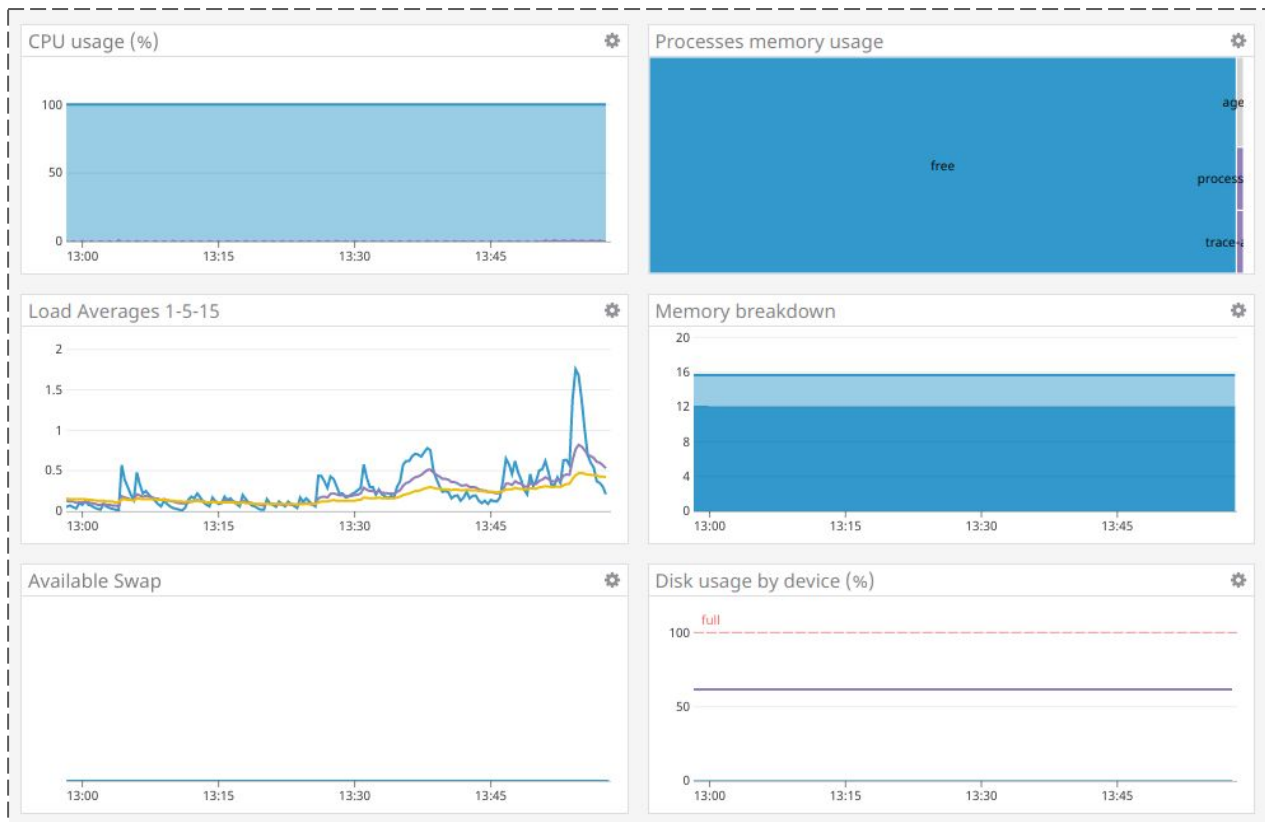 CPU usage (%)
100
50
0
13:00 13:15 13:30 13:45
Processes memory usage
free
age
process
trace-a
Load Averages 1-5-15
2
1.5
1
0.5
0
13:00 13:15 13:30 13:45
Memory breakdown
20
16
12
8
4
0
13:00 13:15 13:30 13:45
Available Swap
13:00 13:15 13:30 13:45
Disk usage by device (%)
full
100
50
0
13:00 13:15 13:30 13:45